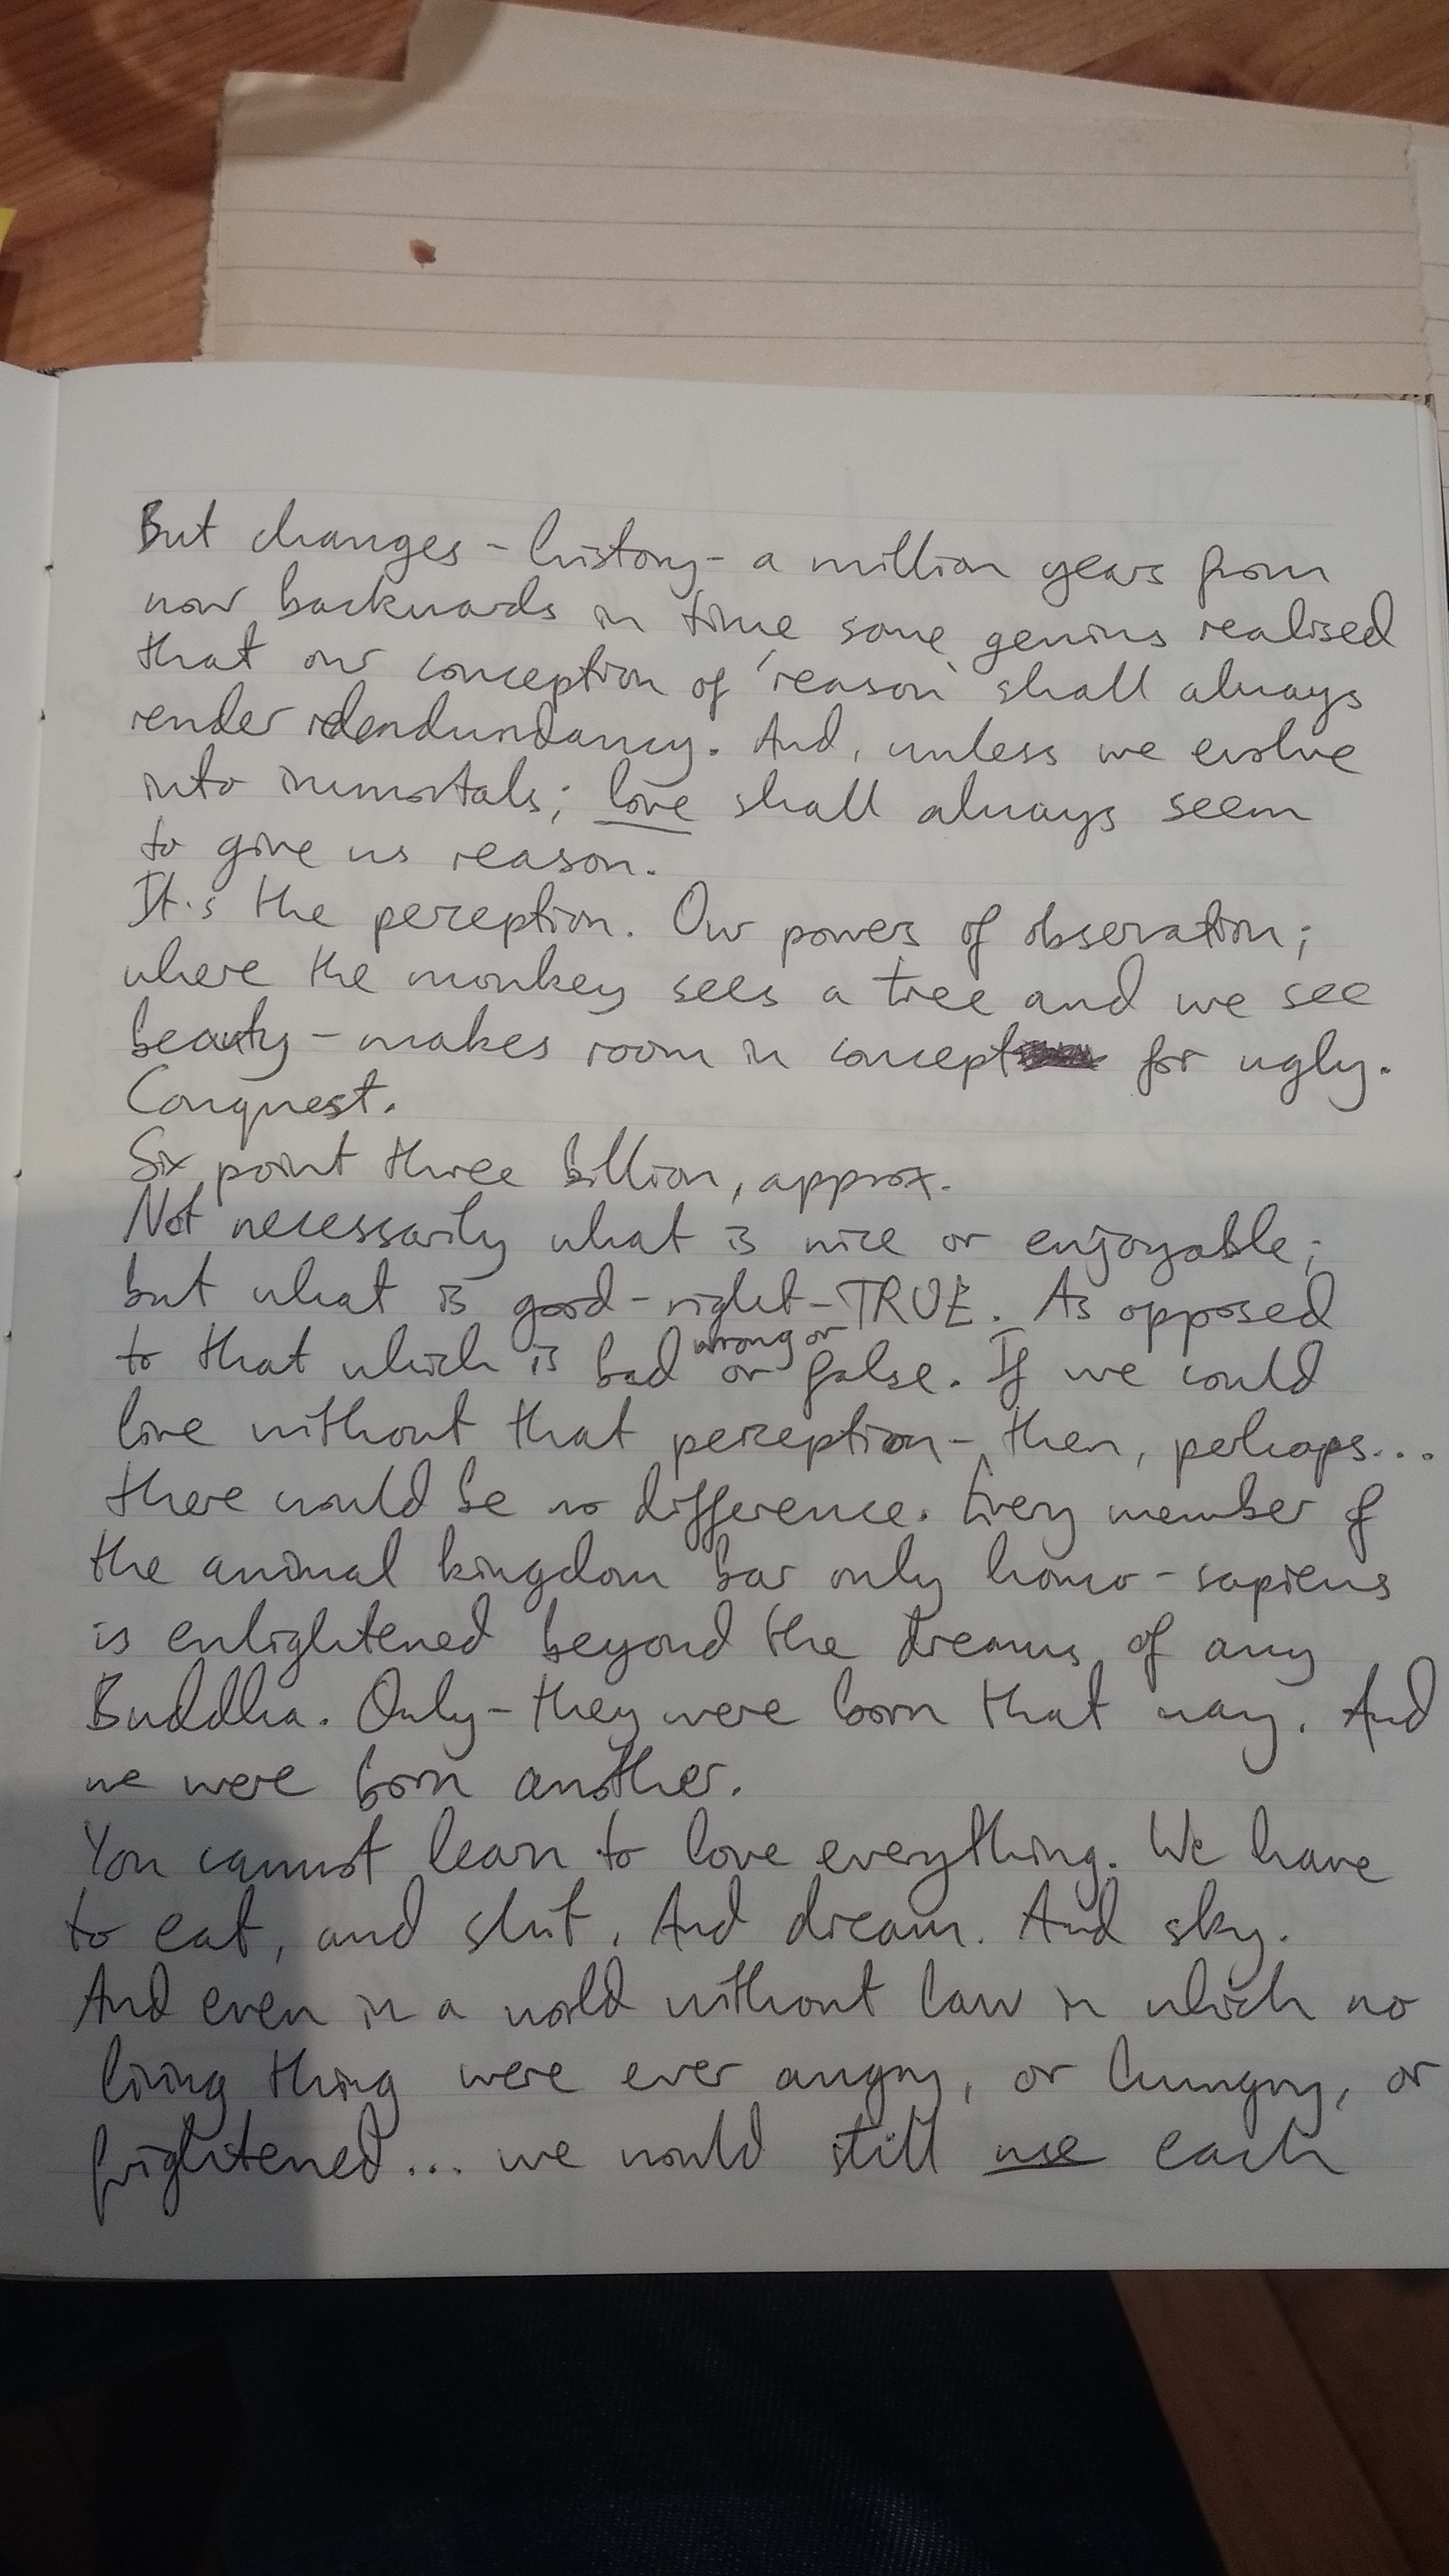 But changes - history - a million years from
now backwards in time some genius realised
that our conception of 'reason' shall always
render redundancy. And, unless we evolve
into immortals; love shall always seem
to give us reason.
It's the perception. Our powers of obseration;
where the monkey sees a tree and we see
beauty - makes room in concept for ugly.
Conquest.
Six point three billion, approx.
Not necessarily what is nice or enjoyable;
but what is good - right - TRUE. As opposed
wrong or
to that which is bad or false. If we could
live without that perception - then, perhaps...
there would be no difference. Every member of
the animal kingdom bar only homo-sapiens
is enlightened beyond the dreams of any
Buddha. Only - they were born that way. And
we were born another.
You cannot learn to love everything. We have
to eat, and shit. And dream. And sky.
And even in a world without law in which no
living thing were ever angry, or hungry, or
frightened... we would still use each